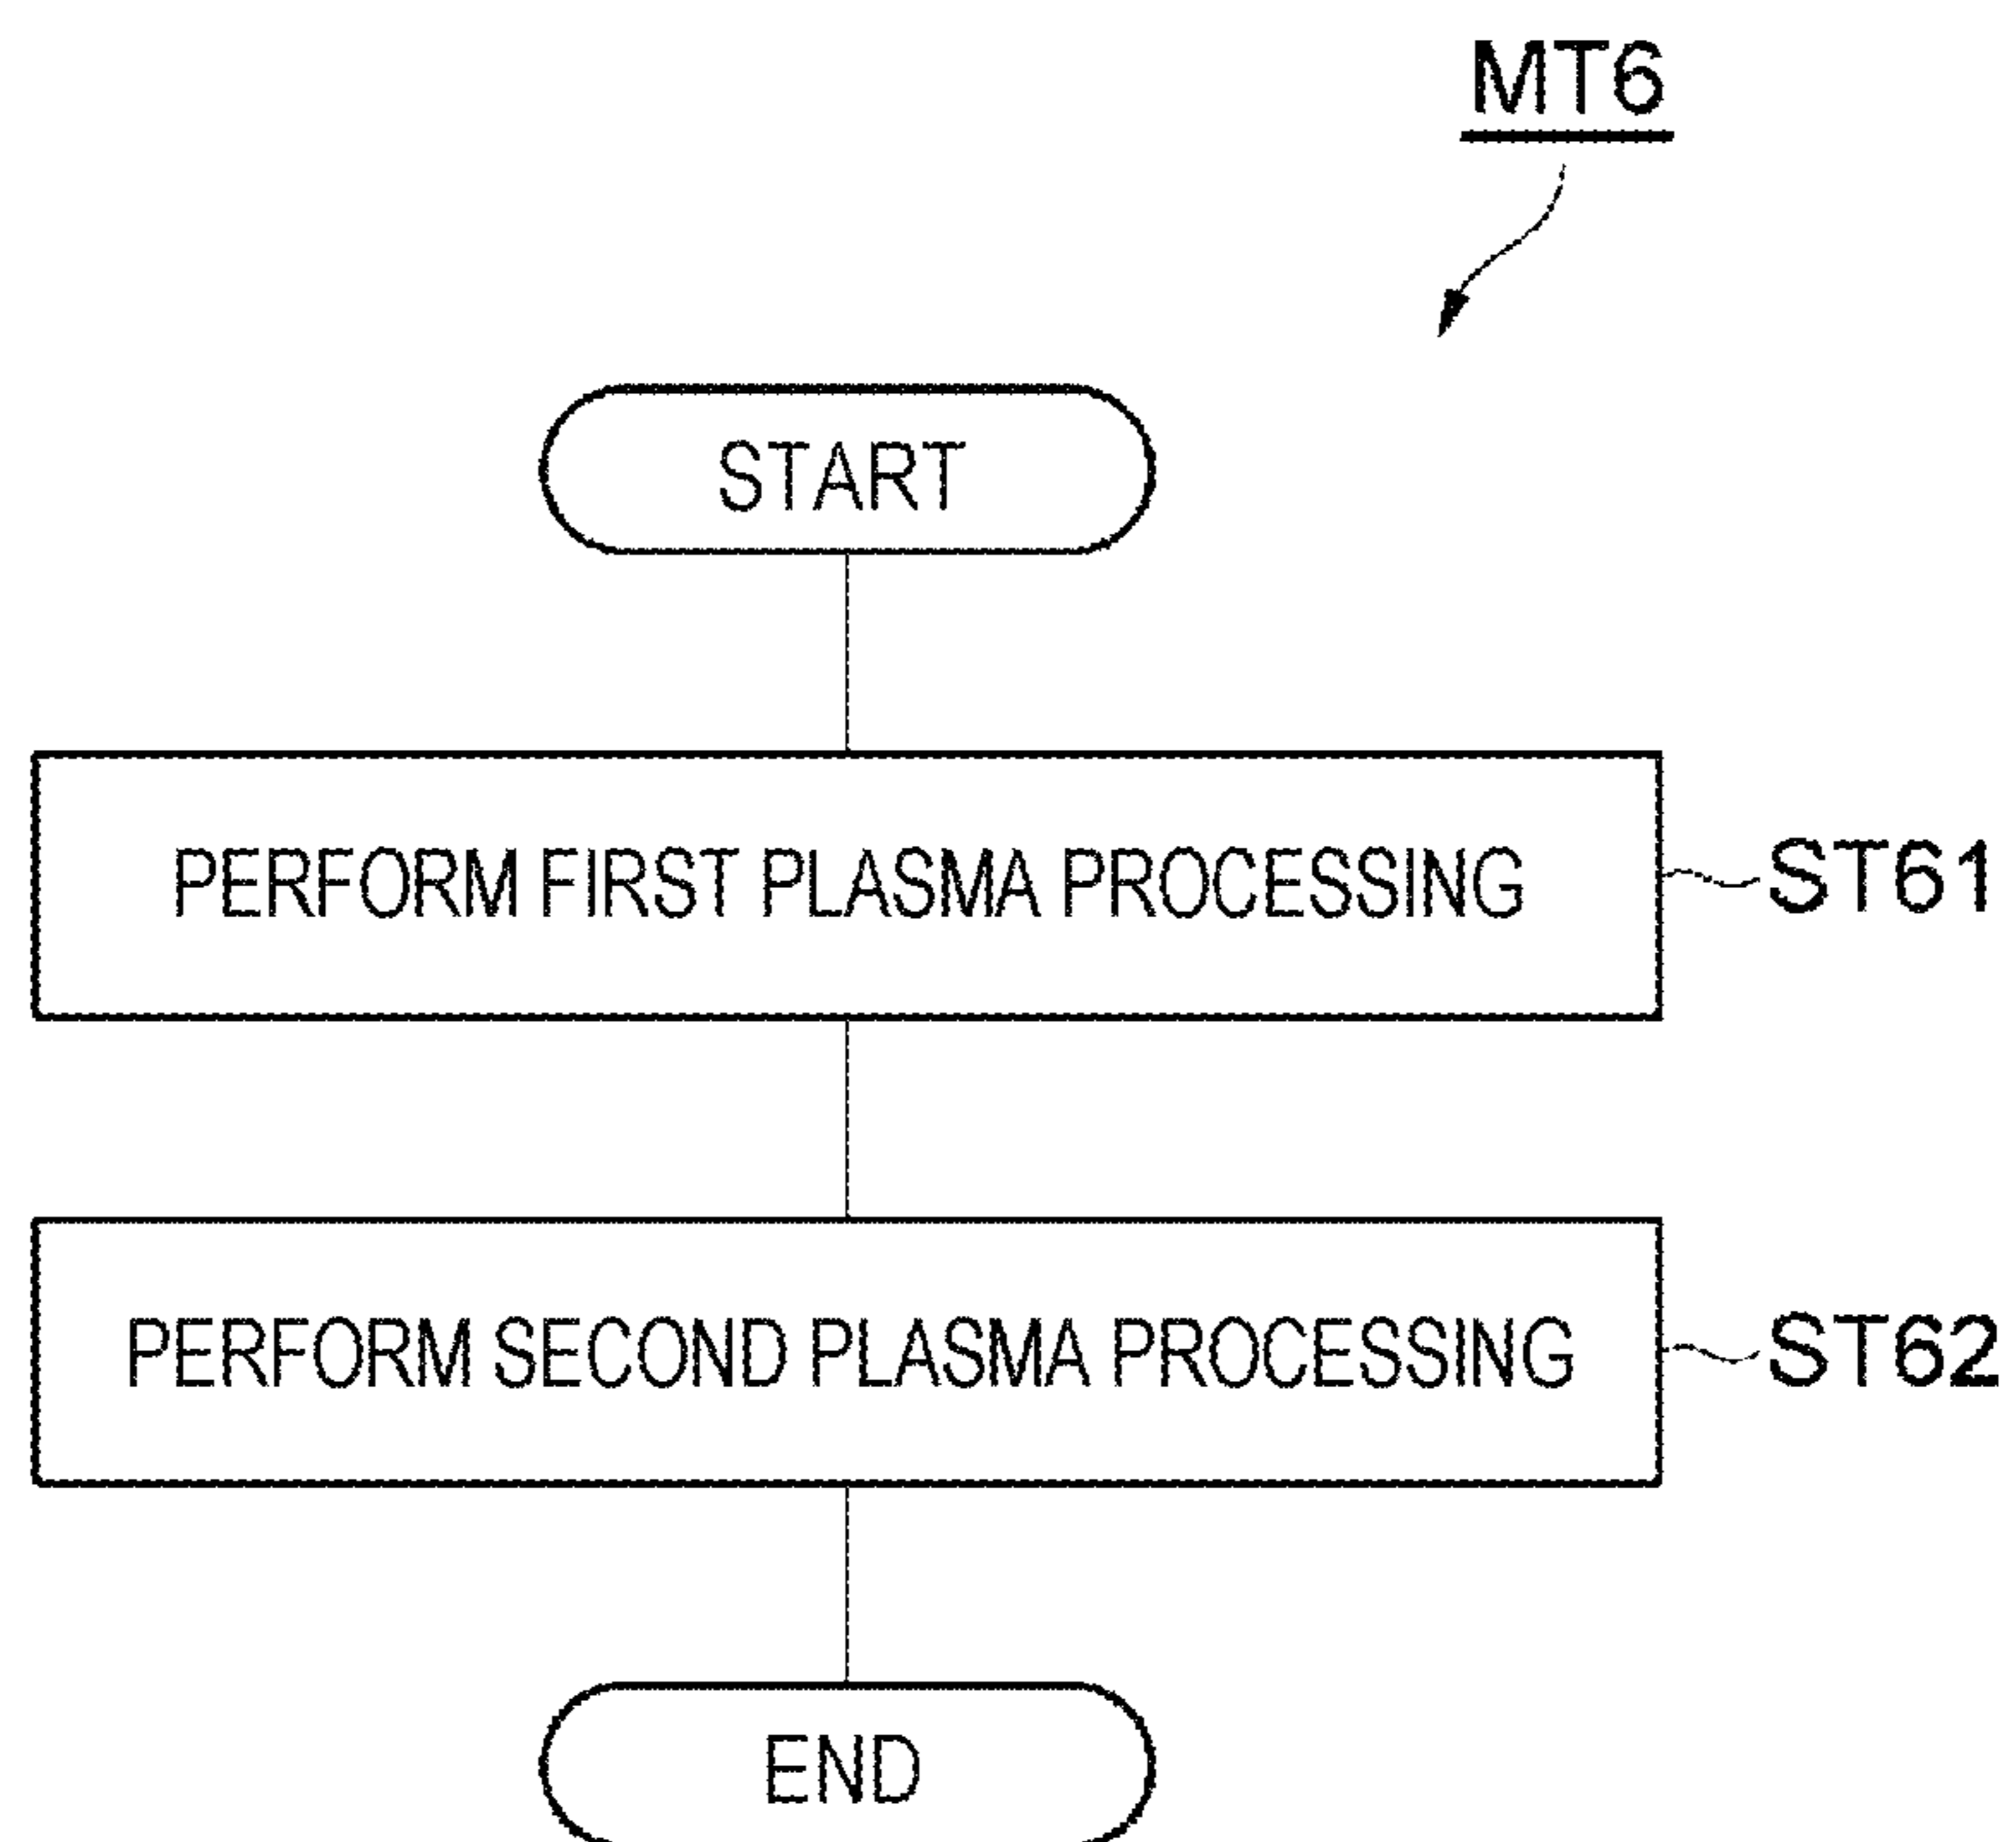 MT6
START
PERFORM FIRST PLASMA PROCESSING
ST61
PERFORM SECOND PLASMA PROCESSING
ST62
END